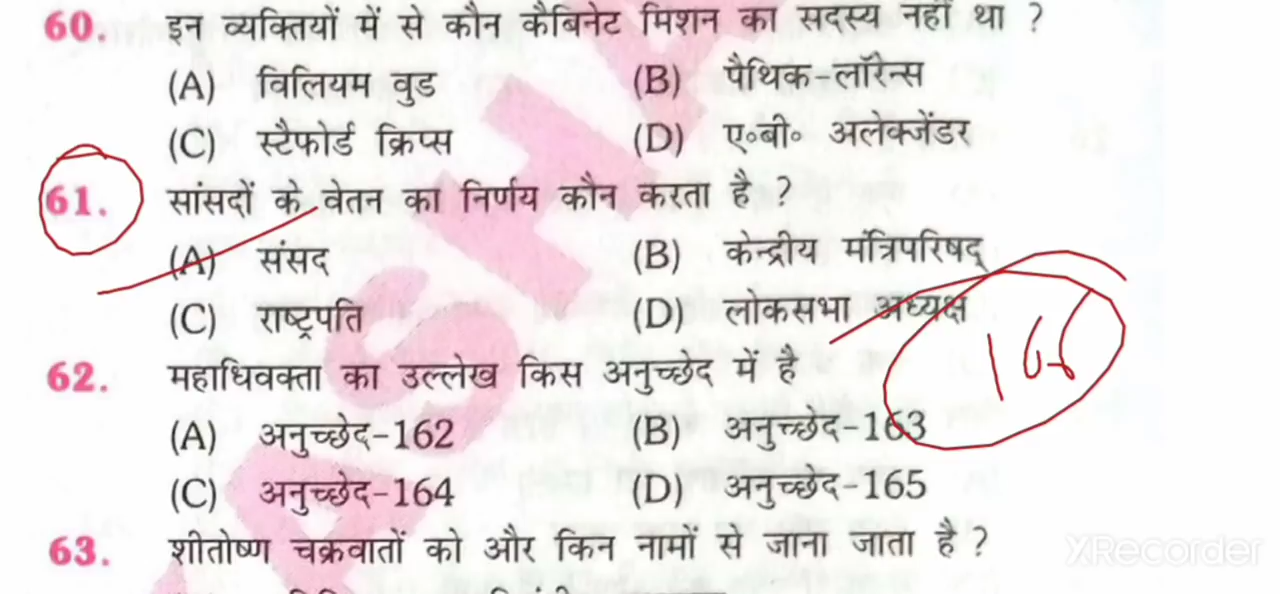 60. इन व्यक्तियों में से कौन कैबिनेट मिशन का सदस्य नहीं था ?
(A) विलियम वुड (B) पैथिक-लॉरेन्स
(C) स्टैफोर्ड क्रिप्स (D) ए॰बी॰ अलेक्जेंडर
61. सांसदों के वेतन का निर्णय कौन करता है ?
(A) संसद (B) केन्द्रीय मंत्रिपरिषद्
(C) राष्ट्रपति (D) लोकसभा अध्यक्ष
62. महाधिवक्ता का उल्लेख किस अनुच्छेद में है
(A) अनुच्छेद-162 (B) अनुच्छेद-163
(C) अनुच्छेद-164 (D) अनुच्छेद-165
63. शीतोष्ण चक्रवातों को और किन नामों से जाना जाता है ?
XRecorder